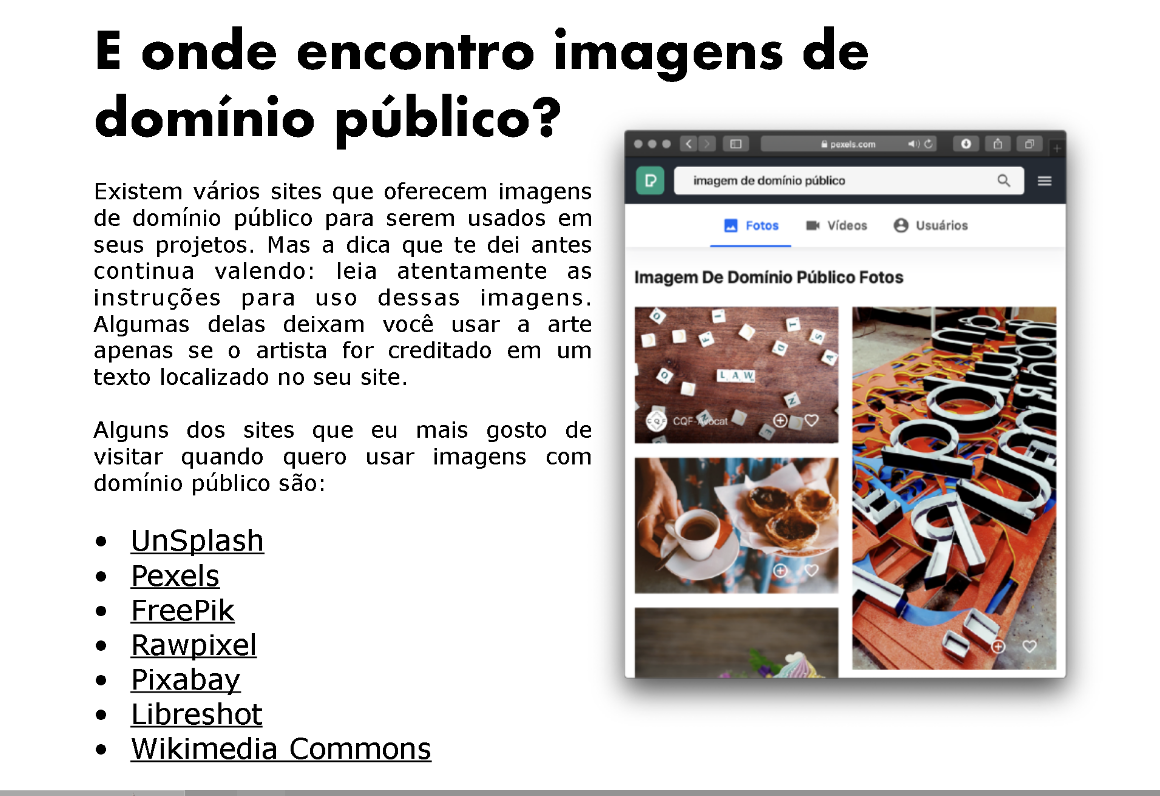 E onde encontro imagens de
domínio público?
Existem vários sites que oferecem imagens
de domínio público para serem usados em
seus projetos. Mas a dica que te dei antes
continua valendo: leia atentamente as
instruções para uso dessas imagens.
Algumas delas deixam você usar a arte
apenas se o artista for creditado em um
texto localizado no seu site.
Alguns dos sites que eu mais gosto de
visitar quando quero usar imagens com
domínio público são:
• UnSplash
• Pexels
• FreePik
• Rawpixel
• Pixabay
• Libreshot
• Wikimedia Commons
pexels.com
imagem de domínio público
Fotos Vídeos Usuários
Imagem De Domínio Público Fotos
LAW
CQF-Avocat